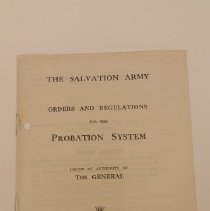 THE SALVATION ARMY
ORDERS AND REGULATIONS
FOR THE
PROBATION SYSTEM
ISSUED BY AUTHORITY OF
THE GENERAL